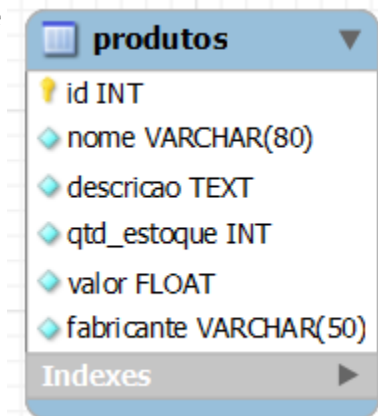 produtos
id INT
nome VARCHAR(80)
descricao TEXT
qtd_estoque INT
valor FLOAT
fabricante VARCHAR(50)
Indexes